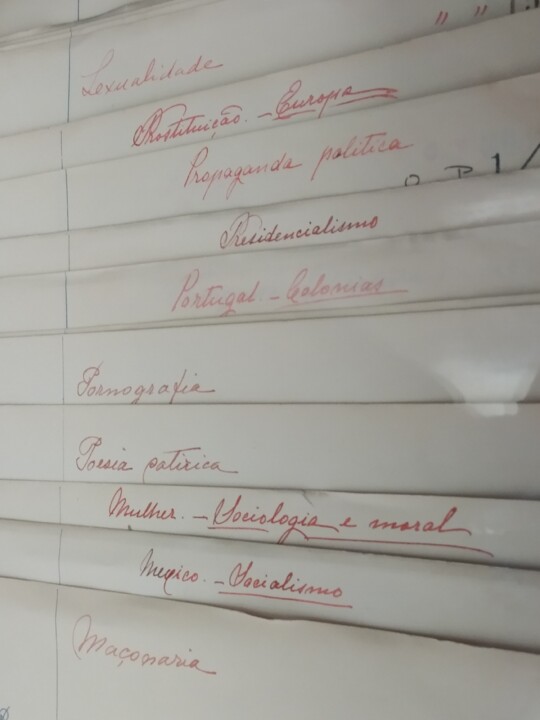 " "
Sexualidade
Prostituição. - Europa
Propaganda politica
Presidencialismo
Portugal. - Colonias
Pornografia
Poesia satirica
Mulher. - Sociologia e moral
Mexico. - Socialismo
Maçonaria